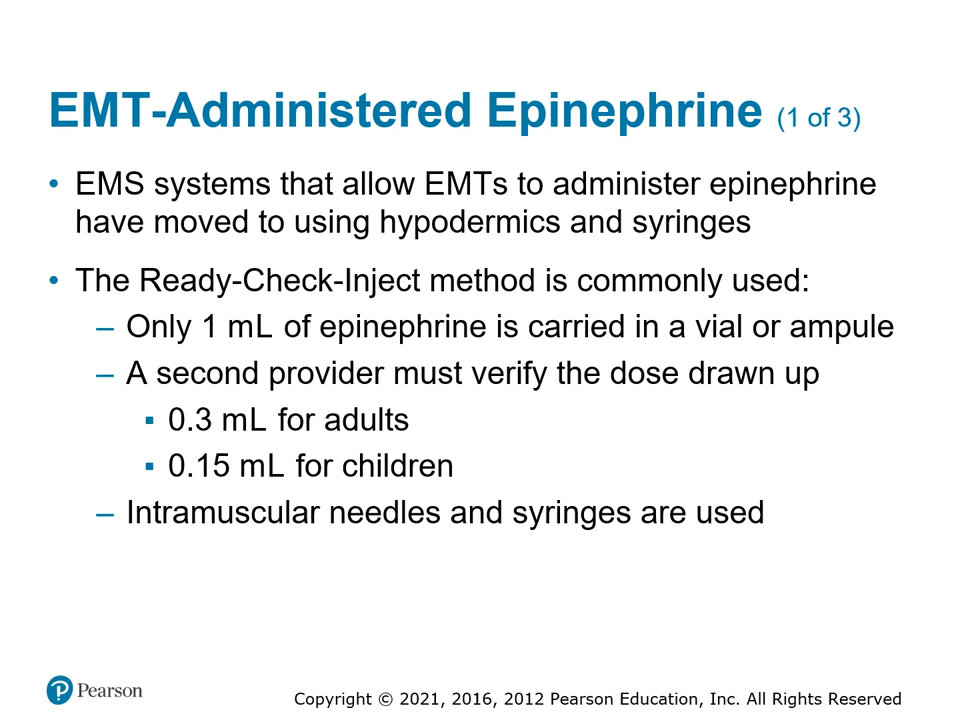 EMT-Administered Epinephrine (1 of 3)
• EMS systems that allow EMTs to administer epinephrine
have moved to using hypodermics and syringes
• The Ready-Check-Inject method is commonly used:
– Only 1 mL of epinephrine is carried in a vial or ampule
– A second provider must verify the dose drawn up
▪ 0.3 mL for adults
▪ 0.15 mL for children
– Intramuscular needles and syringes are used
Pearson
Copyright © 2021, 2016, 2012 Pearson Education, Inc. All Rights Reserved